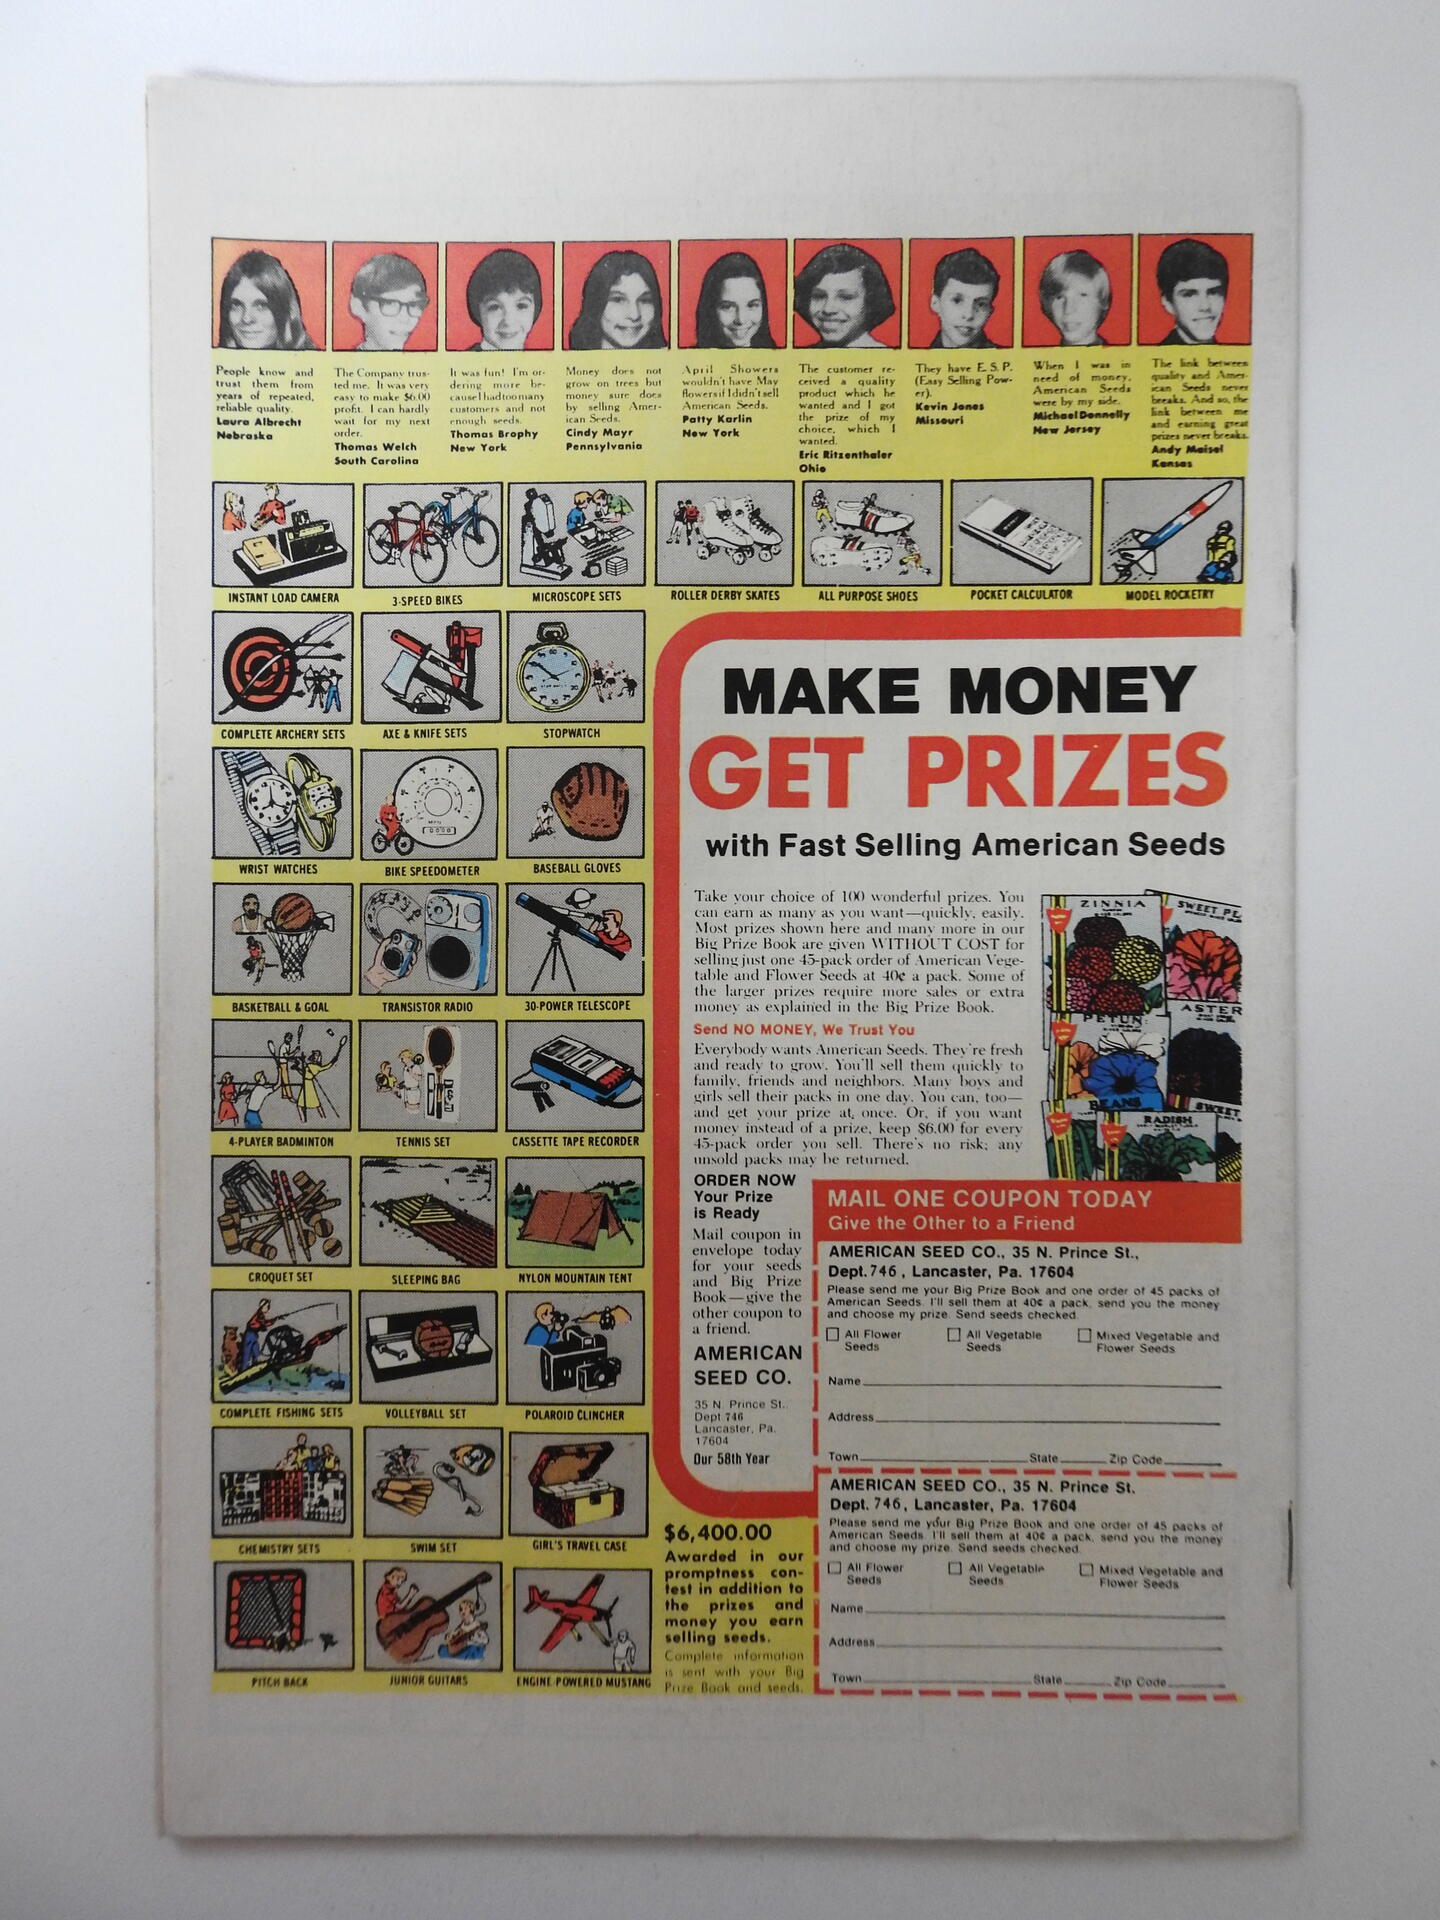 People know and
trust them from
years of repeated,
reliable quality.
Laura Albrecht
Nebraska
The Company trus-
ted me. It was very
easy to make $6.00
profit. I can hardly
wait for my next
order.
Thomas Welch
South Carolina
It was fun! I'm or-
dering more be-
cause I had too many
customers and not
enough seeds.
Thomas Brophy
New York
Money does not
grow on trees but
money sure does
by selling Amer-
ican Seeds.
Cindy Mayr
Pennsylvania
April Showers
wouldn't have May
flowers if I didn't sell
American Seeds.
Patty Karlin
New York
The customer re-
ceived a quality
product which he
wanted and I got
the prize of my
choice, which I
wanted.
Eric Ritzenthaler
Ohio
They have E.S.P.
(Easy Selling Pow-
er).
Kevin Jones
Missouri
When I was in
need of money,
American Seeds
were by my side.
Michael Donnelly
New Jersey
The link between
quality and Amer-
ican Seeds never
breaks. And so, the
link between me
and earning great
prizes never breaks.
Andy Maisel
Kansas
INSTANT LOAD CAMERA
3-SPEED BIKES
MICROSCOPE SETS
ROLLER DERBY SKATES
ALL PURPOSE SHOES
POCKET CALCULATOR
MODEL ROCKETRY
COMPLETE ARCHERY SETS
AXE & KNIFE SETS
STOPWATCH
WRIST WATCHES
BIKE SPEEDOMETER
BASEBALL GLOVES
BASKETBALL & GOAL
TRANSISTOR RADIO
30-POWER TELESCOPE
4-PLAYER BADMINTON
TENNIS SET
CASSETTE TAPE RECORDER
CROQUET SET
SLEEPING BAG
NYLON MOUNTAIN TENT
COMPLETE FISHING SETS
VOLLEYBALL SET
POLAROID CLINCHER
CHEMISTRY SETS
SWIM SET
GIRL'S TRAVEL CASE
PITCH BACK
JUNIOR GUITARS
ENGINE-POWERED MUSTANG
MAKE MONEY
GET PRIZES
with Fast Selling American Seeds
Take your choice of 100 wonderful prizes. You
can earn as many as you want—quickly, easily.
Most prizes shown here and many more in our
Big Prize Book are given WITHOUT COST for
selling just one 45-pack order of American Vege-
table and Flower Seeds at 40¢ a pack. Some of
the larger prizes require more sales or extra
money as explained in the Big Prize Book.
Send NO MONEY, We Trust You
Everybody wants American Seeds. They're fresh
and ready to grow. You'll sell them quickly to
family, friends and neighbors. Many boys and
girls sell their packs in one day. You can, too—
and get your prize at once. Or, if you want
money instead of a prize, keep $6.00 for every
45-pack order you sell. There's no risk; any
unsold packs may be returned.
ZINNIA
SWEET PE
ASTER
PETUN
BEANS
RADISH
SWEET
ORDER NOW
Your Prize
is Ready
Mail coupon in
envelope today
for your seeds
and Big Prize
Book—give the
other coupon to
a friend.
AMERICAN
SEED CO.
35 N. Prince St.,
Dept 746
Lancaster, Pa.
17604
Our 58th Year
MAIL ONE COUPON TODAY
Give the Other to a Friend
AMERICAN SEED CO., 35 N. Prince St.,
Dept. 746, Lancaster, Pa. 17604
Please send me your Big Prize Book and one order of 45 packs of
American Seeds. I'll sell them at 40¢ a pack, send you the money
and choose my prize. Send seeds checked.
All Flower
Seeds
All Vegetable
Seeds
Mixed Vegetable and
Flower Seeds
Name
Address
Town State Zip Code
AMERICAN SEED CO., 35 N. Prince St.
Dept. 746, Lancaster, Pa. 17604
Please send me your Big Prize Book and one order of 45 packs of
American Seeds. I'll sell them at 40¢ a pack, send you the money
and choose my prize. Send seeds checked.
All Flower
Seeds
All Vegetable
Seeds
Mixed Vegetable and
Flower Seeds
Name
Address
Town State Zip Code
$6,400.00
Awarded in our
promptness con-
test in addition to
the prizes and
money you earn
selling seeds.
Complete information
is sent with your Big
Prize Book and seeds.